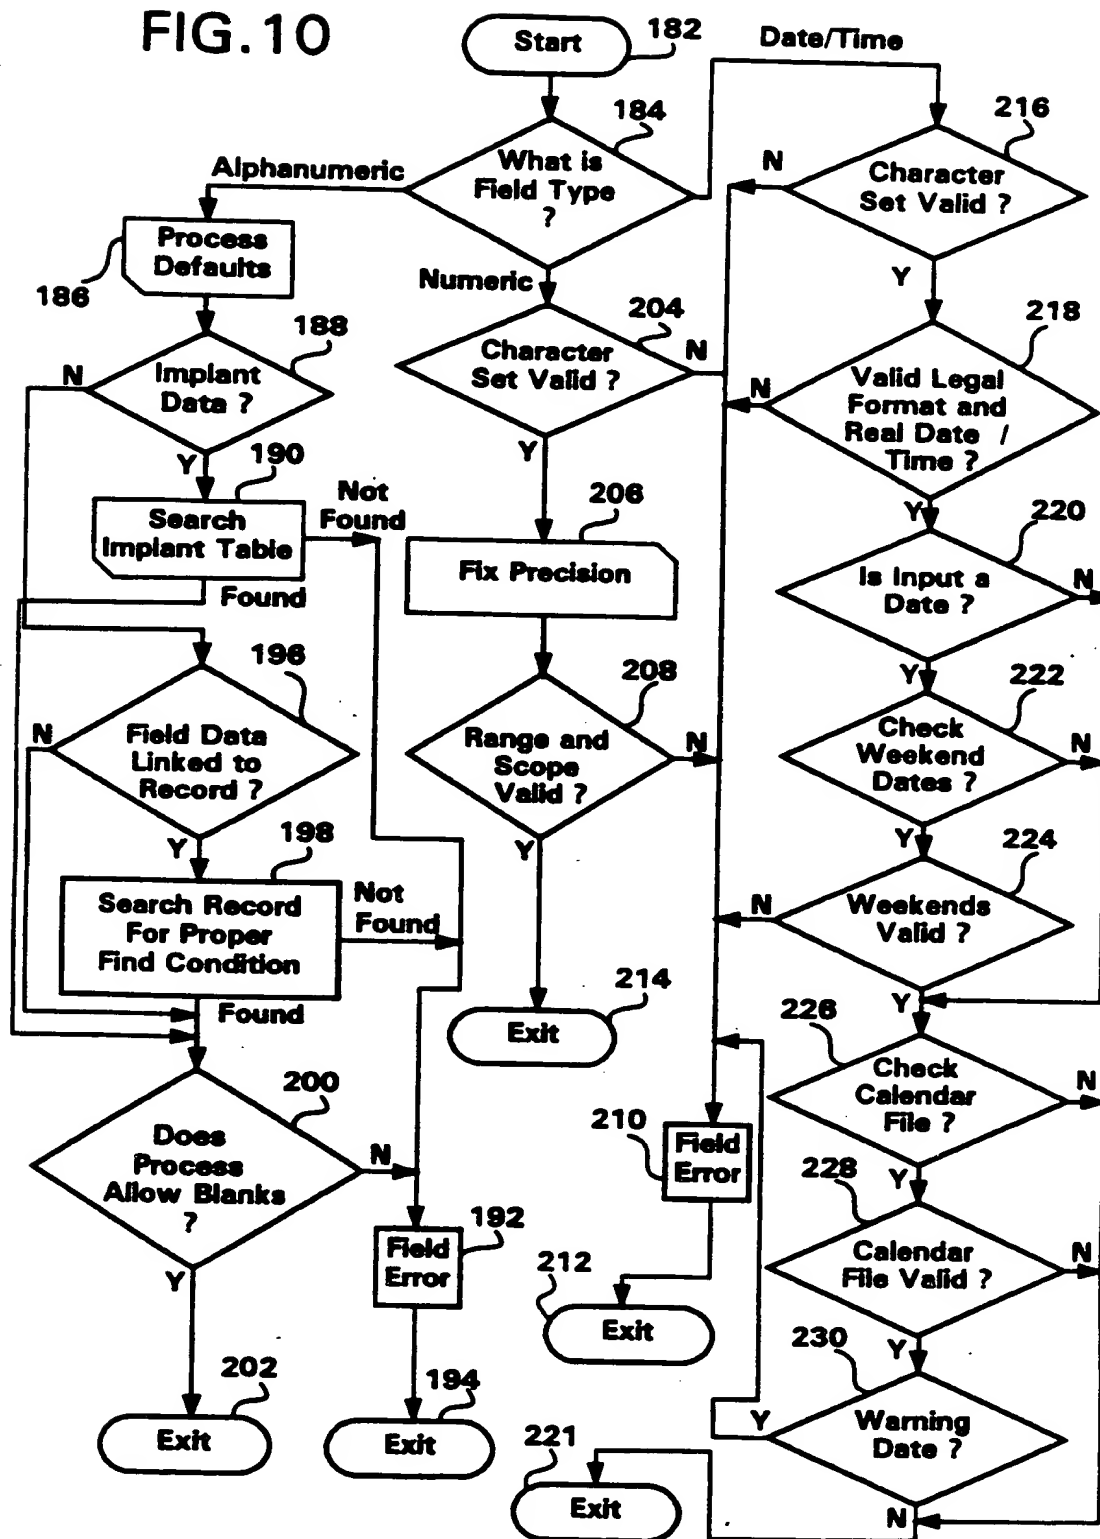 FIG.10
Start
182
Date/Time
184
What is
Field Type
?
Alphanumeric
Numeric
Process
Defaults
186
188
Implant
Data ?
N
Y
190
Search
Implant Table
Not
Found
Found
196
Field Data
Linked to
Record ?
N
Y
198
Search Record
For Proper
Find Condition
Not
Found
Found
200
Does
Process
Allow Blanks
?
N
Y
192
Field
Error
202
Exit
194
Exit
204
Character
Set Valid ?
N
Y
206
Fix Precision
208
Range and
Scope
Valid ?
N
Y
214
Exit
210
Field
Error
212
Exit
216
Character
Set Valid ?
N
Y
218
Valid Legal
Format and
Real Date /
Time ?
N
Y
220
Is Input a
Date ?
N
Y
222
Check
Weekend
Dates ?
N
Y
224
Weekends
Valid ?
N
Y
226
Check
Calendar
File ?
N
Y
228
Calendar
File Valid ?
N
Y
230
Warning
Date ?
Y
N
221
Exit